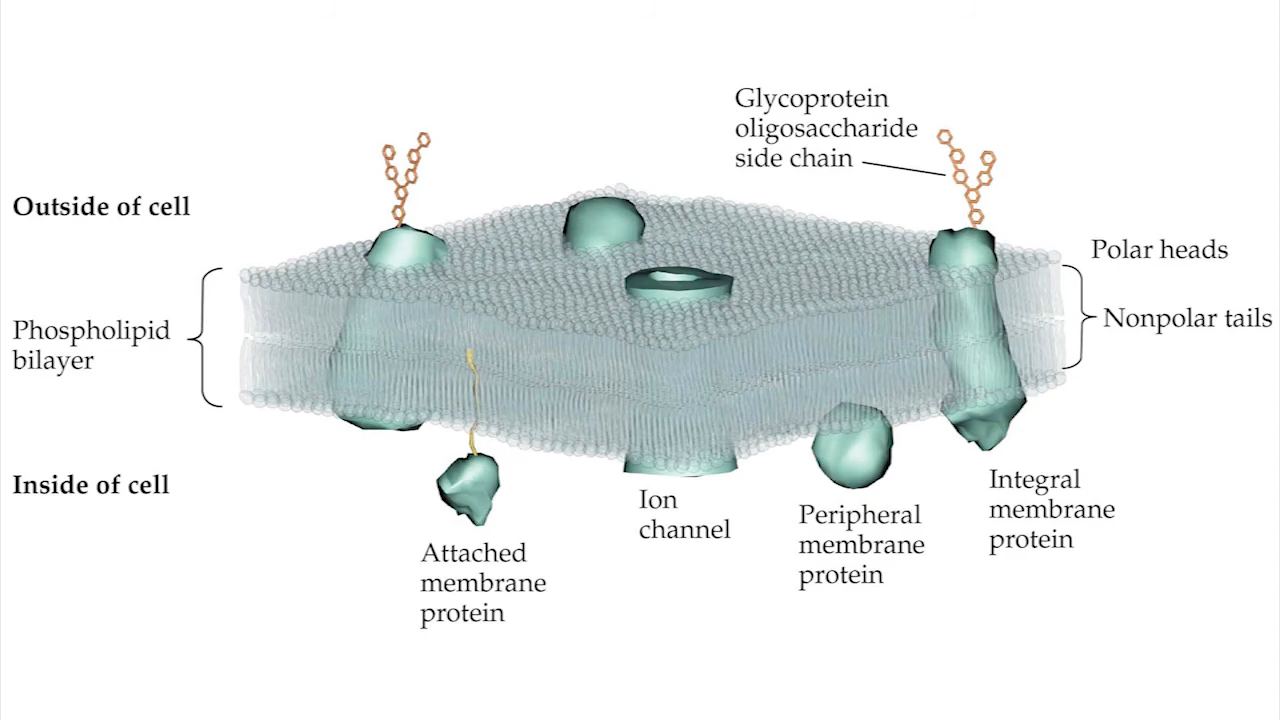 Glycoprotein
oligosaccharide
side chain
Outside of cell
Polar heads
Phospholipid
bilayer
Nonpolar tails
Inside of cell
Attached
membrane
protein
Ion
channel
Peripheral
membrane
protein
Integral
membrane
protein